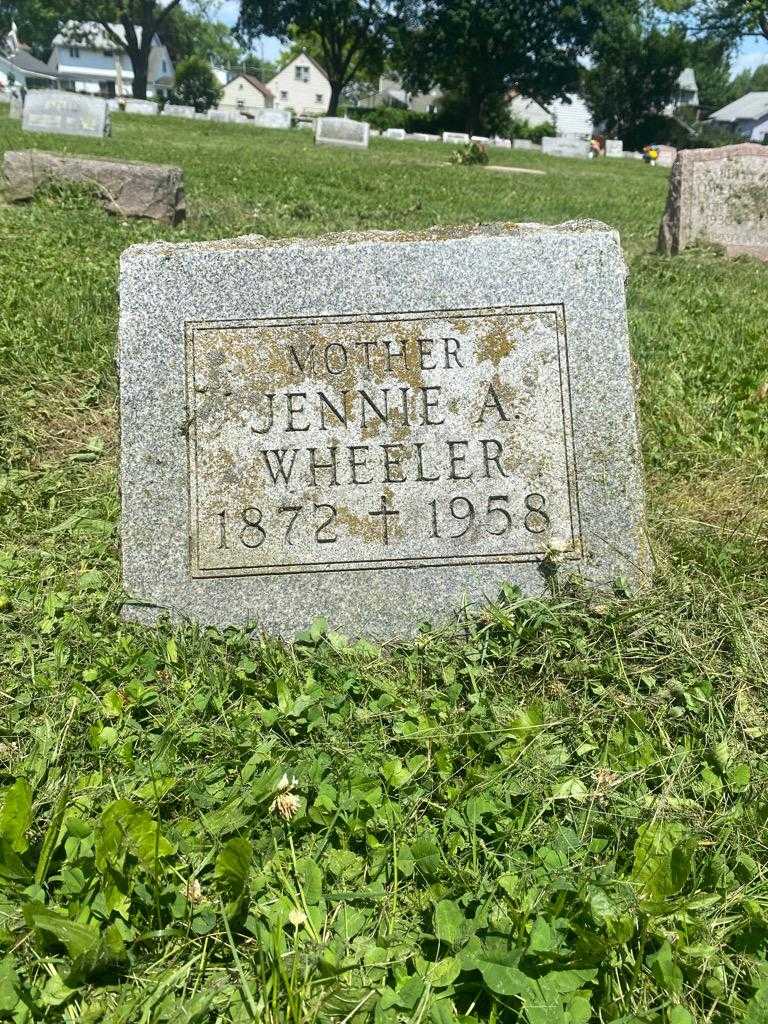 MOTHER
JENNIE A.
WHEELER
1872 ✝ 1958